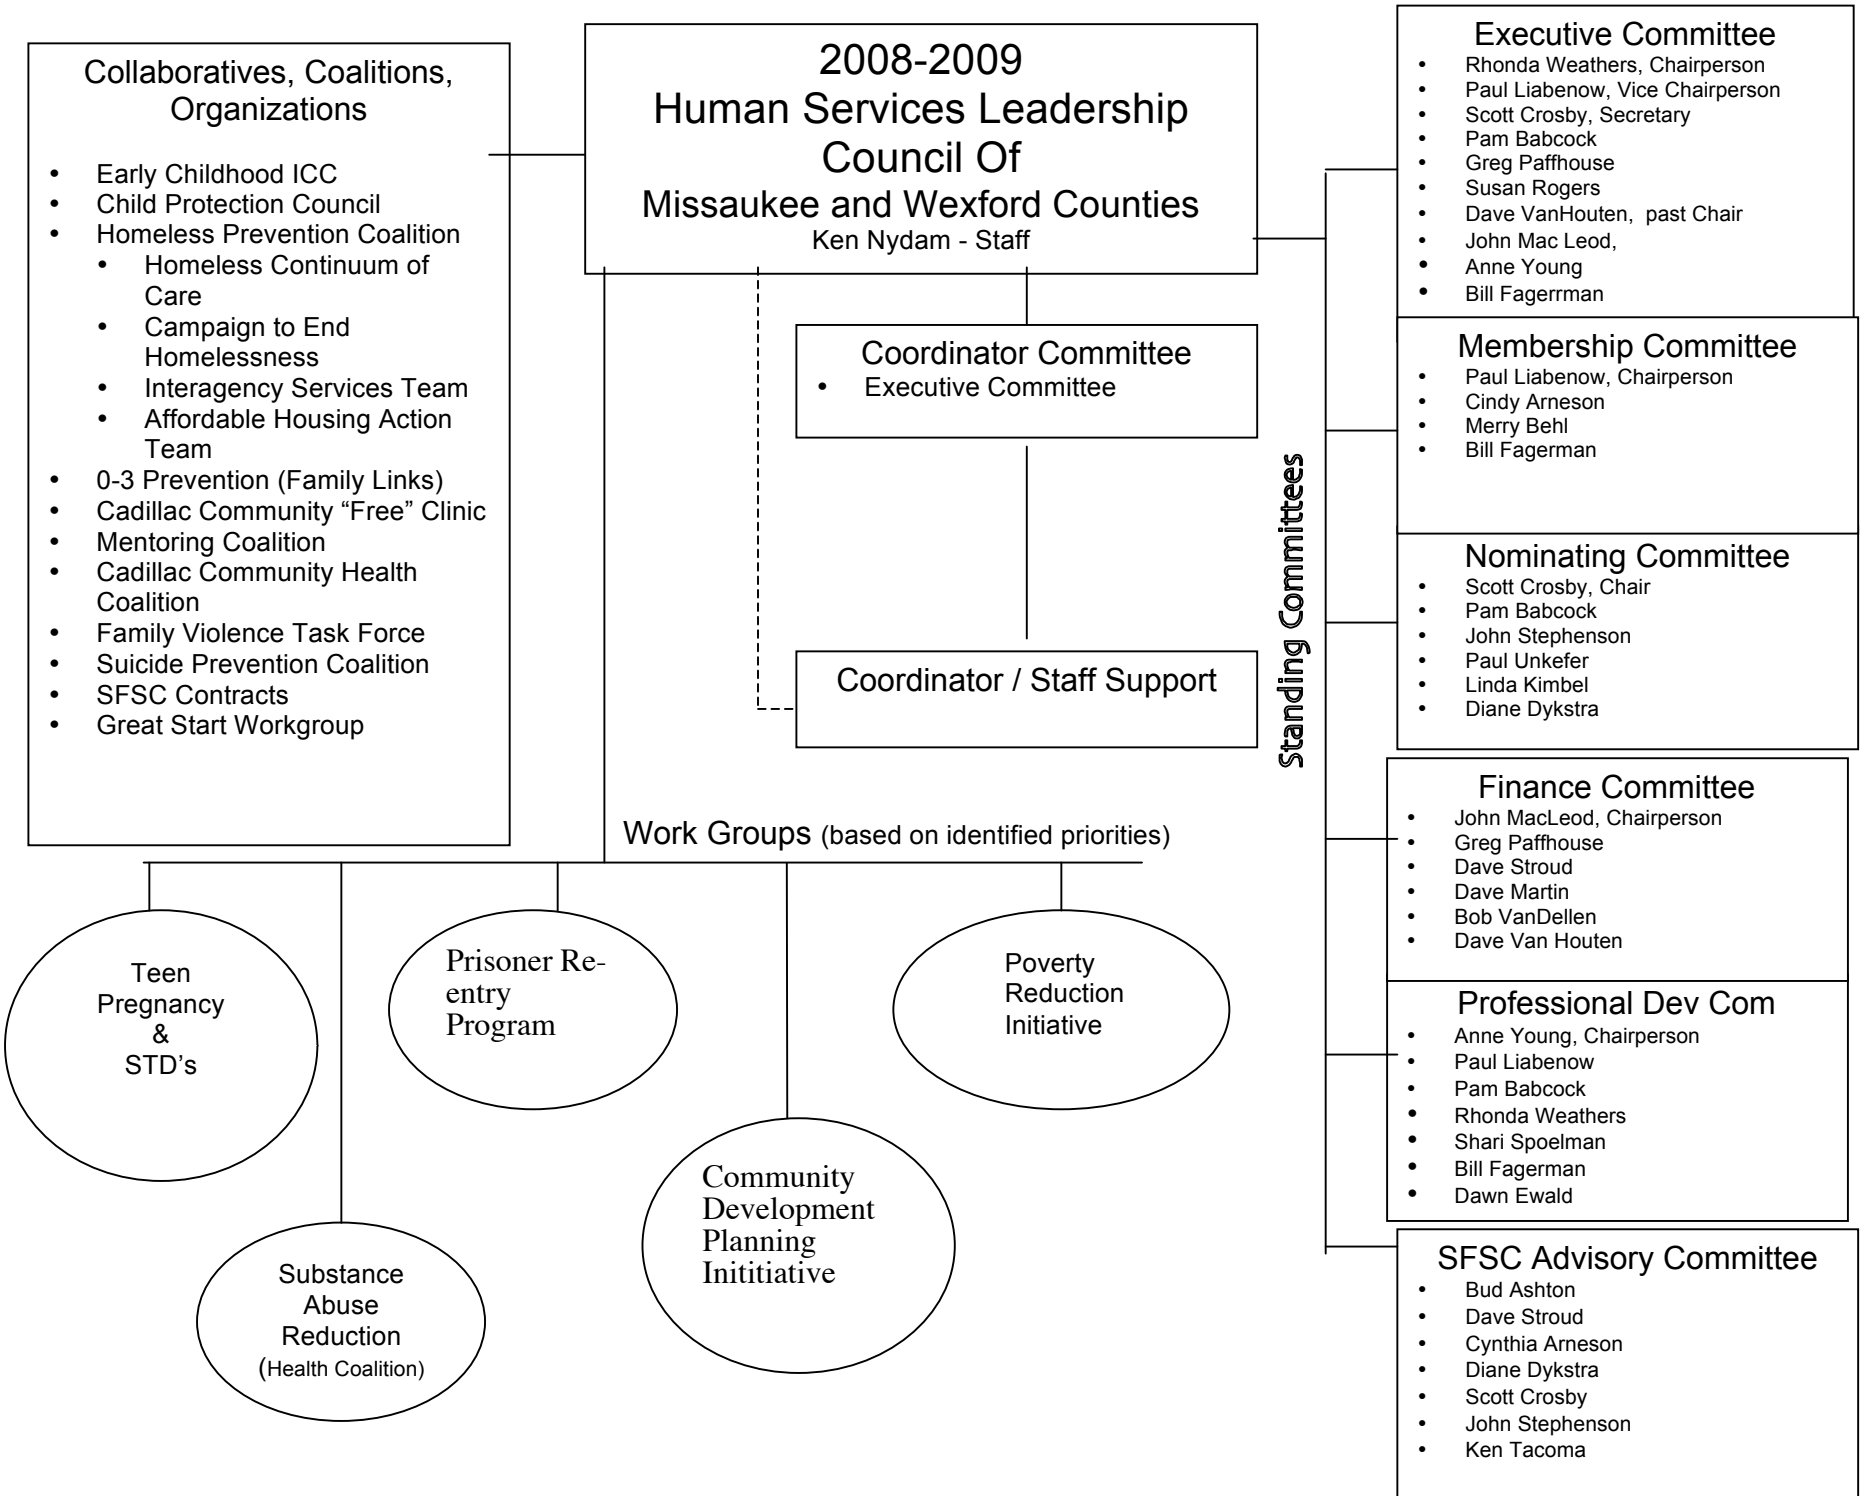 Collaboratives, Coalitions,
Organizations
• Early Childhood ICC
• Child Protection Council
• Homeless Prevention Coalition
• Homeless Continuum of
Care
• Campaign to End
Homelessness
• Interagency Services Team
• Affordable Housing Action
Team
• 0-3 Prevention (Family Links)
• Cadillac Community “Free” Clinic
• Mentoring Coalition
• Cadillac Community Health
Coalition
• Family Violence Task Force
• Suicide Prevention Coalition
• SFSC Contracts
• Great Start Workgroup
2008-2009
Human Services Leadership
Council Of
Missaukee and Wexford Counties
Ken Nydam - Staff
Coordinator Committee
• Executive Committee
Coordinator / Staff Support
Standing Committees
Executive Committee
• Rhonda Weathers, Chairperson
• Paul Liabenow, Vice Chairperson
• Scott Crosby, Secretary
• Pam Babcock
• Greg Paffhouse
• Susan Rogers
• Dave VanHouten, past Chair
• John Mac Leod,
• Anne Young
• Bill Fagerrman
Membership Committee
• Paul Liabenow, Chairperson
• Cindy Arneson
• Merry Behl
• Bill Fagerman
Nominating Committee
• Scott Crosby, Chair
• Pam Babcock
• John Stephenson
• Paul Unkefer
• Linda Kimbel
• Diane Dykstra
Finance Committee
• John MacLeod, Chairperson
• Greg Paffhouse
• Dave Stroud
• Dave Martin
• Bob VanDellen
• Dave Van Houten
Professional Dev Com
• Anne Young, Chairperson
• Paul Liabenow
• Pam Babcock
• Rhonda Weathers
• Shari Spoelman
• Bill Fagerman
• Dawn Ewald
SFSC Advisory Committee
• Bud Ashton
• Dave Stroud
• Cynthia Arneson
• Diane Dykstra
• Scott Crosby
• John Stephenson
• Ken Tacoma
Work Groups (based on identified priorities)
Teen
Pregnancy
&
STD’s
Substance
Abuse
Reduction
(Health Coalition)
Prisoner Re-
entry
Program
Community
Development
Planning
Inititiative
Poverty
Reduction
Initiative